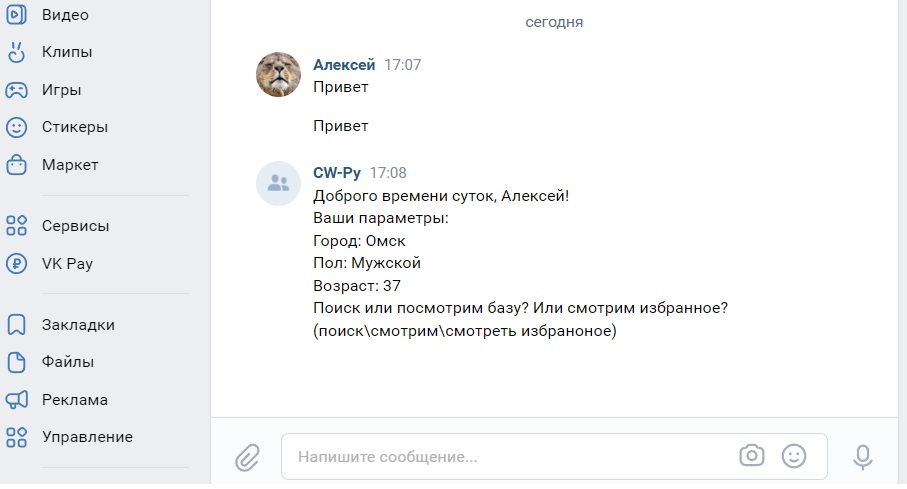 Видео
Клипы
Игры
Стикеры
Маркет
Сервисы
VK Pay
Закладки
Файлы
Реклама
Управление
сегодня
Алексей 17:07
Привет
Привет
CW-Py 17:08
Доброго времени суток, Алексей!
Ваши параметры:
Город: Омск
Пол: Мужской
Возраст: 37
Поиск или посмотрим базу? Или смотрим избранное?
(поиск\смотрим\смотреть избраноное)
Напишите сообщение...